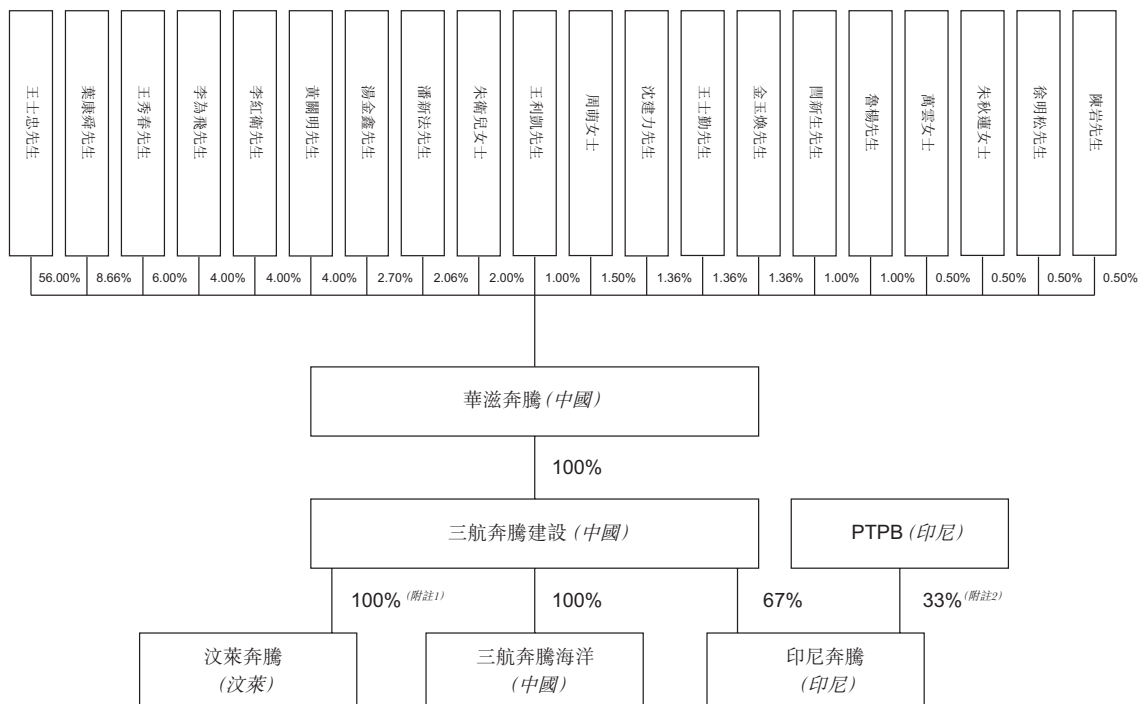 王士忠先生
葉康舜先生
王秀春先生
李為飛先生
李紅衛先生
黃關明先生
湯金鑫先生
潘新法先生
朱衛兒女士
王利凱先生
周萌女士
沈建力先生
王士勤先生
金玉煥先生
閆新生先生
魯楊先生
萬雲女士
朱秋蓮女士
徐明松先生
陳岩先生
56.00% 8.66% 6.00% 4.00% 4.00% 4.00% 2.70% 2.06% 2.00% 1.00% 1.50% 1.36% 1.36% 1.36% 1.00% 1.00% 0.50% 0.50% 0.50% 0.50%
華滋奔騰(中國)
100%
三航奔騰建設(中國)
PTPB(印尼)
100%(附註1) 100% 67% 33%(附註2)
汶萊奔騰
(汶萊)
三航奔騰海洋
(中國)
印尼奔騰
(印尼)